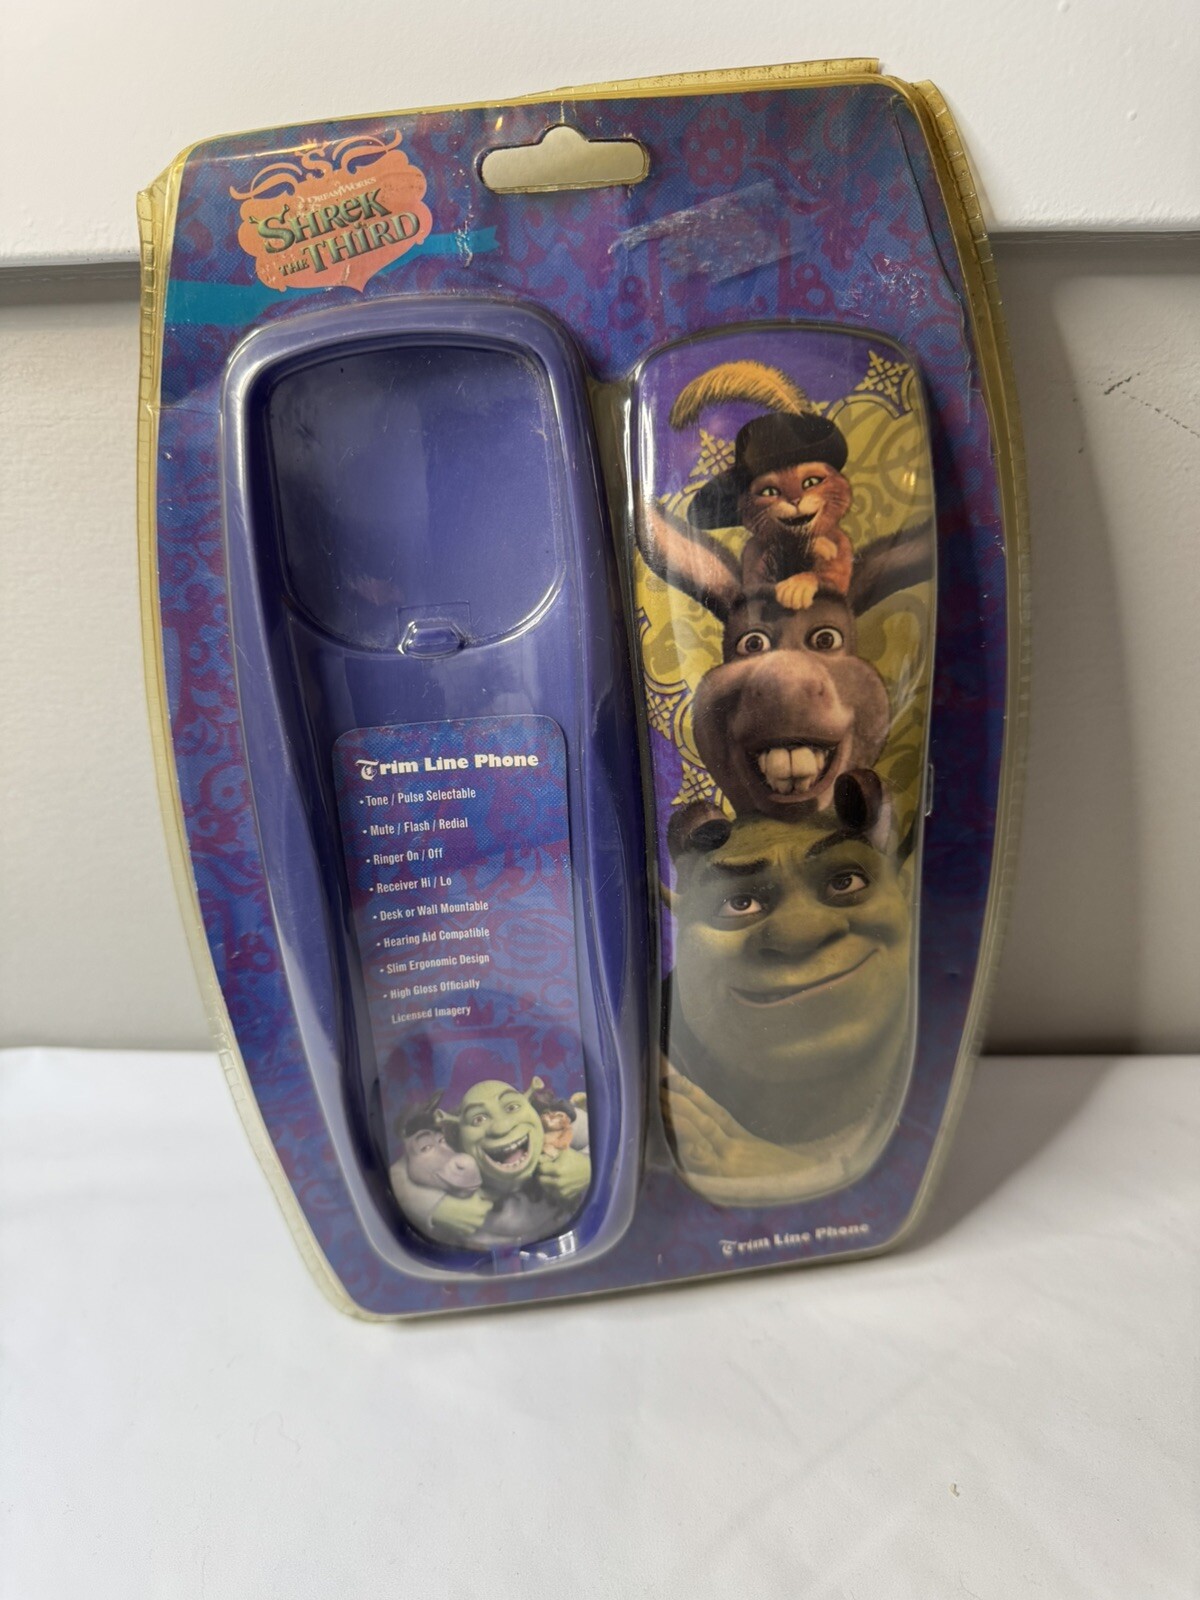 DREAMWORKS
SHREK
THE THIRD
Trim Line Phone
• Tone / Pulse Selectable
• Mute / Flash / Redial
• Ringer On / Off
• Receiver Hi / Lo
• Desk or Wall Mountable
• Hearing Aid Compatible
• Slim Ergonomic Design
• High Gloss Officially
Licensed Imagery
Trim Line Phone